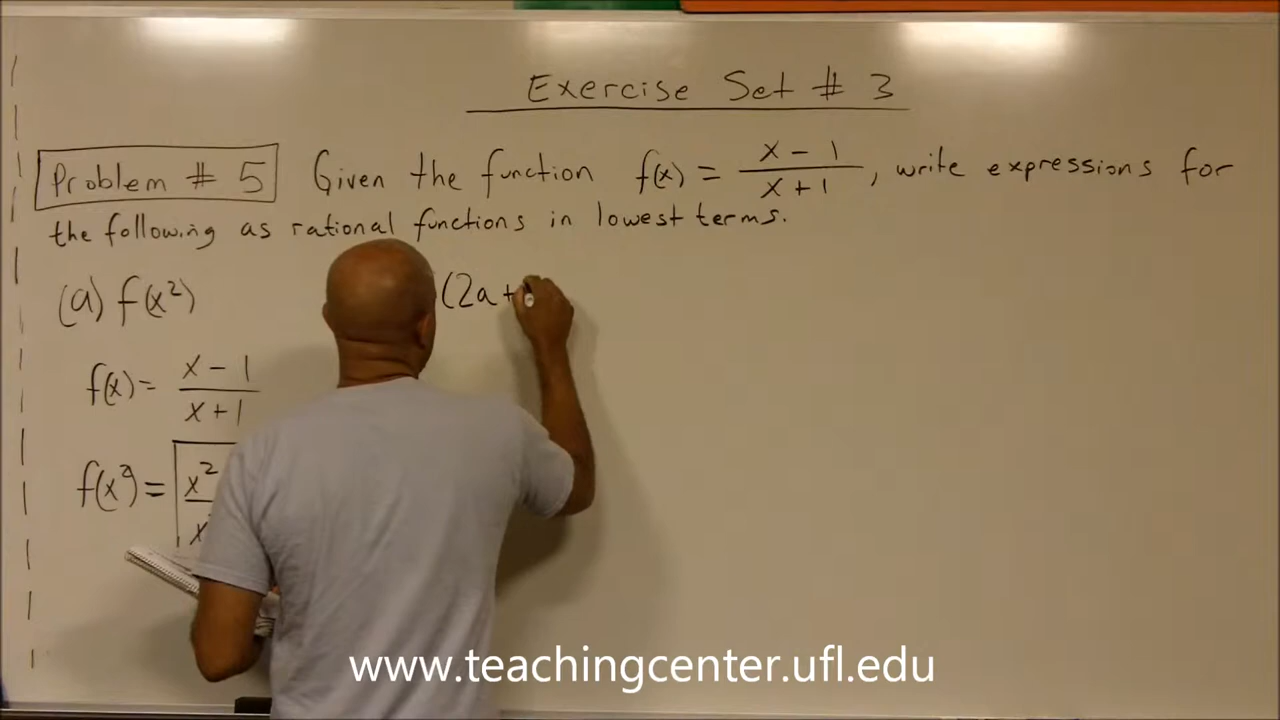 Exercise Set # 3
Problem # 5 Given the function f(x) = x - 1 / x + 1, write expressions for
the following as rational functions in lowest terms.
(a) f(x²) (2a +
f(x) = x - 1 / x + 1
f(x²) = x²
x
www.teachingcenter.ufl.edu